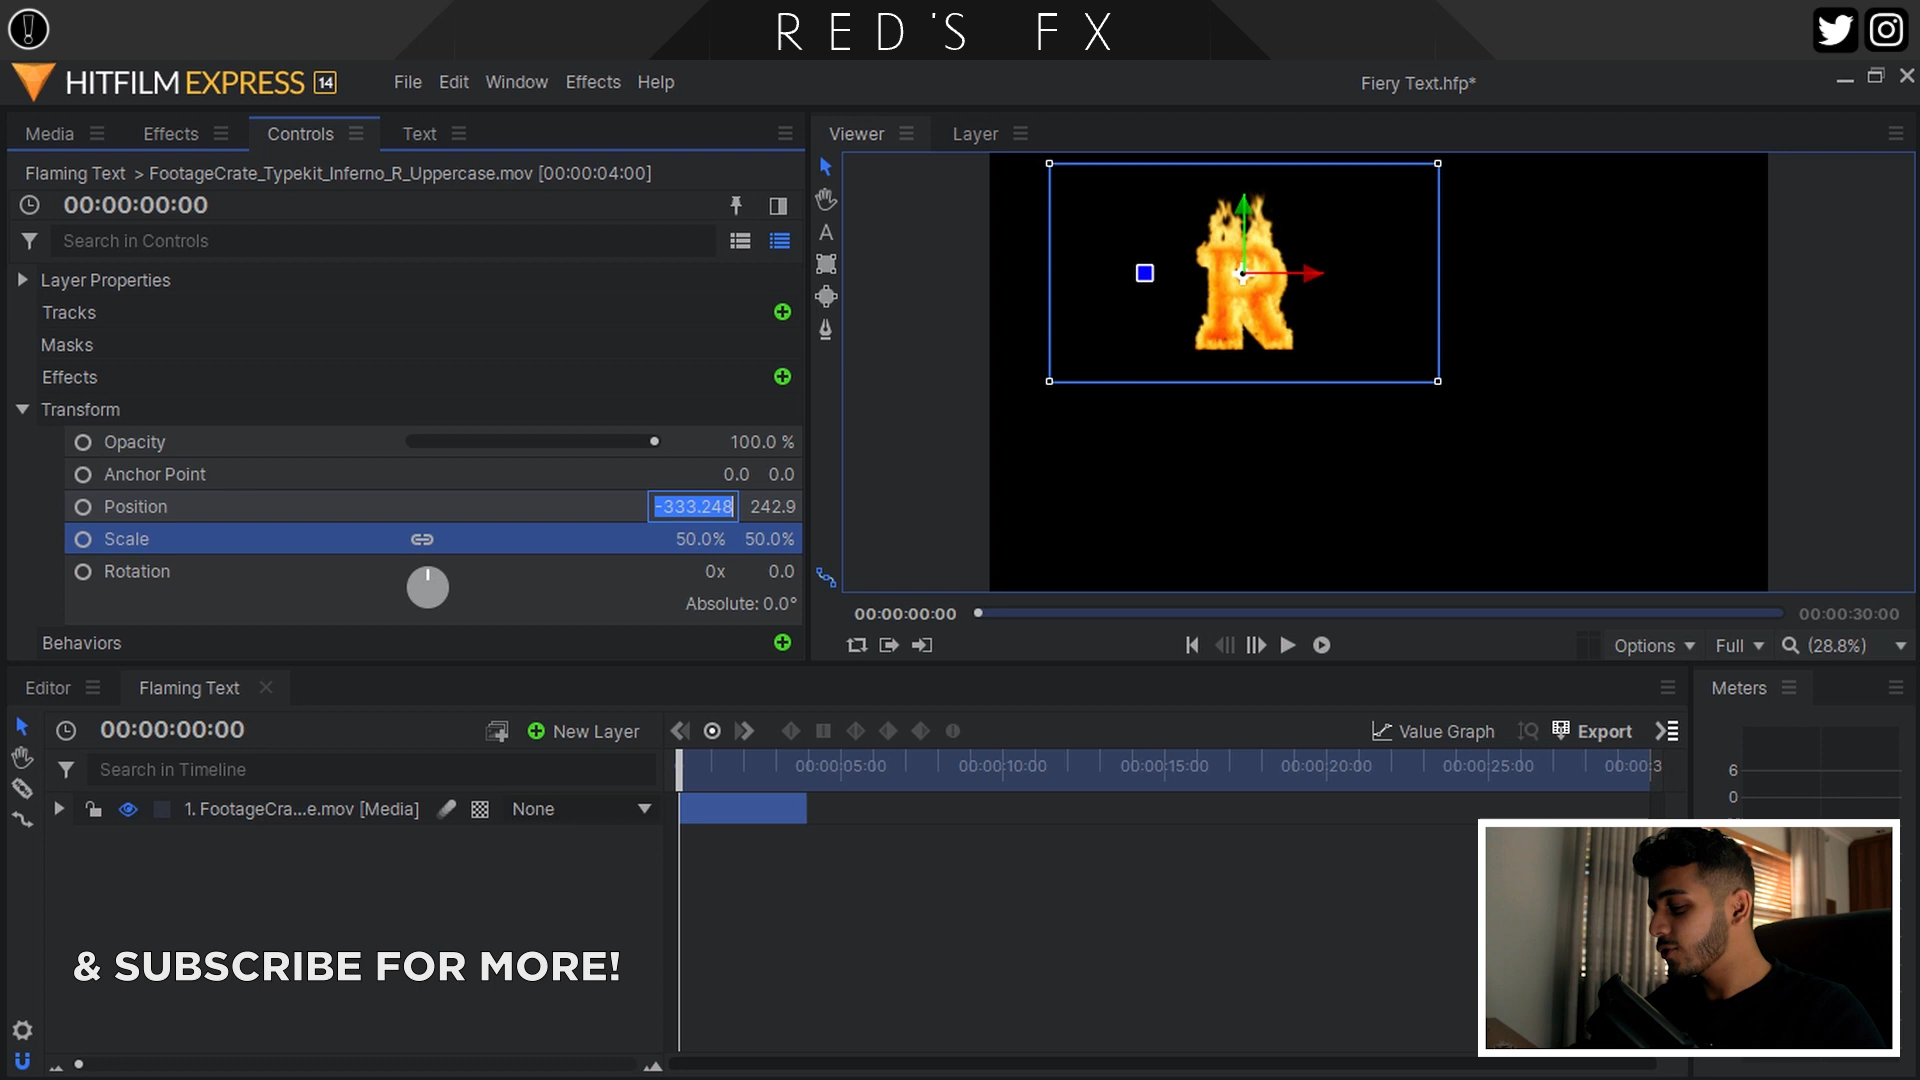 RED'S FX
HITFILM EXPRESS 14
File Edit Window Effects Help
Fiery Text.hfp*
Media Effects Controls Text
Viewer Layer
Flaming Text > FootageCrate_Typekit_Inferno_R_Uppercase.mov [00:00:04:00]
00:00:00:00
Search in Controls
Layer Properties
Tracks
Masks
Effects
Transform
Opacity 100.0 %
Anchor Point 0.0 0.0
Position -333.248 242.9
Scale 50.0% 50.0%
Rotation 0x 0.0
Absolute: 0.0°
Behaviors
R
00:00:00:00 00:00:30:00
Options Full (28.8%)
Editor Flaming Text
Meters
00:00:00:00 New Layer
Value Graph Export
Search in Timeline
00:00:05:00 00:00:10:00 00:00:15:00 00:00:20:00 00:00:25:00 00:00:3
1. FootageCra...e.mov [Media] None
6
0
& SUBSCRIBE FOR MORE!